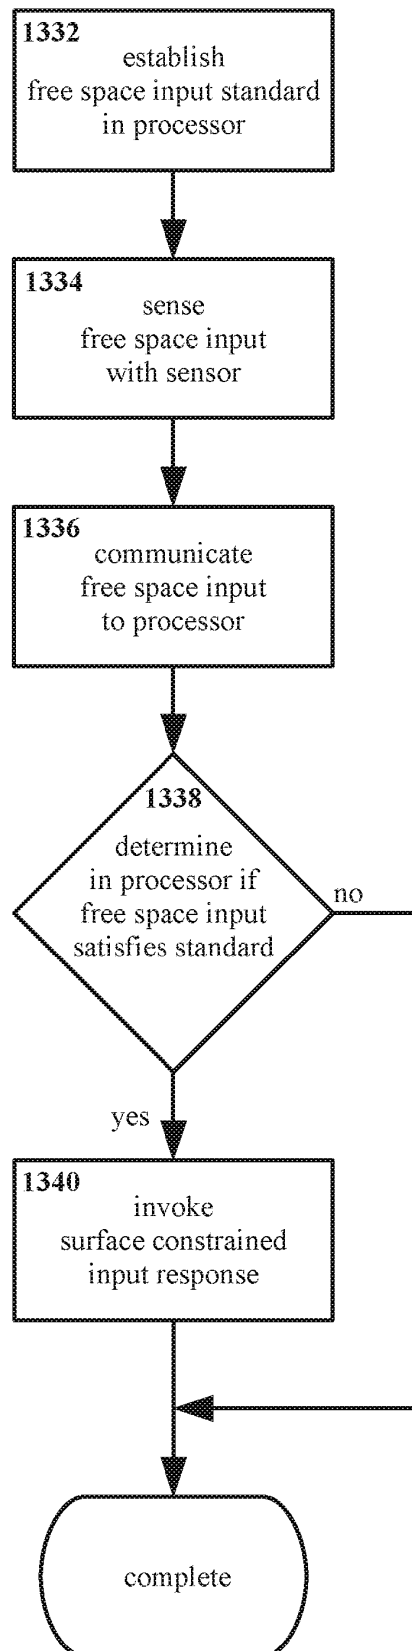 1332
establish
free space input standard
in processor
1334
sense
free space input
with sensor
1336
communicate
free space input
to processor
1338
determine
in processor if
free space input
satisfies standard
no
yes
1340
invoke
surface constrained
input response
complete